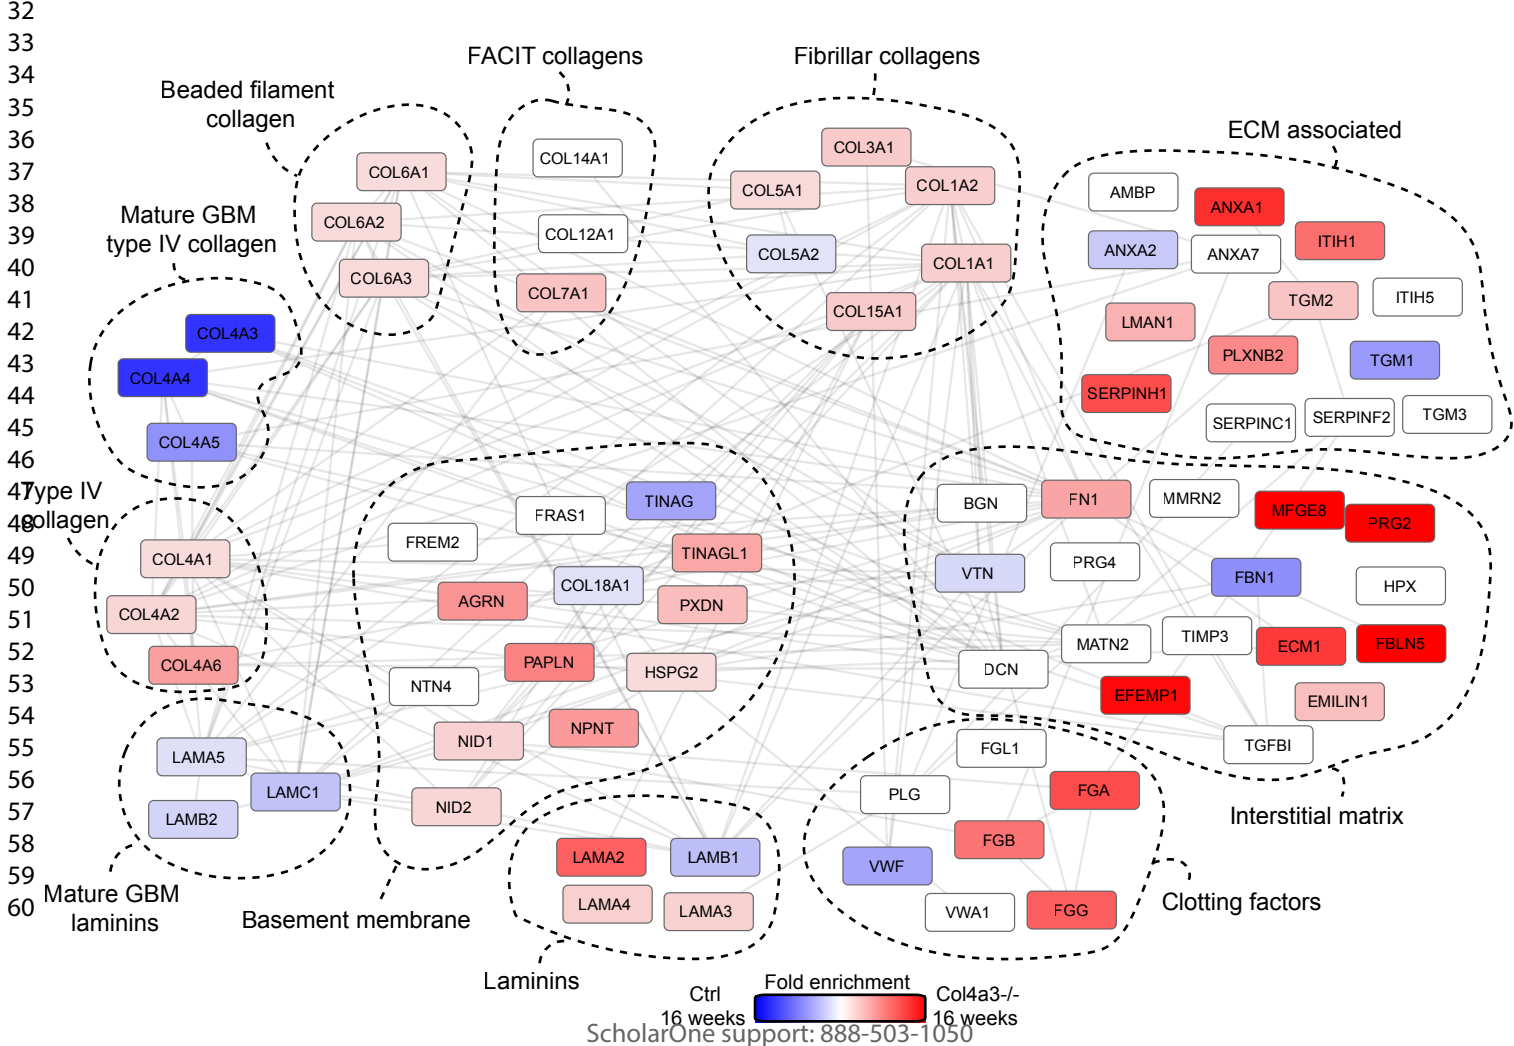 32
33
34
35
36
37
38
39
40
41
42
43
44
45
46
47
48
49
50
51
52
53
54
55
56
57
58
59
60
Beaded filament
collagen
COL6A1
COL6A2
COL6A3
FACIT collagens
COL14A1
COL12A1
COL7A1
Fibrillar collagens
COL3A1
COL5A1
COL1A2
COL5A2
COL1A1
COL15A1
ECM associated
AMBP
ANXA1
ANXA2
ANXA7
ITIH1
TGM2
ITIH5
LMAN1
PLXNB2
TGM1
SERPINH1
SERPINC1
SERPINF2
TGM3
Mature GBM
type IV collagen
COL4A3
COL4A4
COL4A5
Type IV
collagen
COL4A1
COL4A2
COL4A6
LAMA5
LAMC1
LAMB2
Mature GBM
laminins
TINAG
FRAS1
FREM2
TINAGL1
COL18A1
AGRN
PXDN
PAPLN
HSPG2
NTN4
NPNT
NID1
NID2
Basement membrane
LAMA2
LAMB1
LAMA4
LAMA3
Laminins
BGN
FN1
MMRN2
MFGE8
PRG2
VTN
PRG4
FBN1
HPX
MATN2
TIMP3
ECM1
FBLN5
DCN
EFEMP1
EMILIN1
TGFBI
Interstitial matrix
FGL1
PLG
FGA
FGB
VWF
VWA1
FGG
Clotting factors
Fold enrichment
Ctrl
16 weeks
Col4a3-/-
16 weeks
ScholarOne support: 888-503-1050